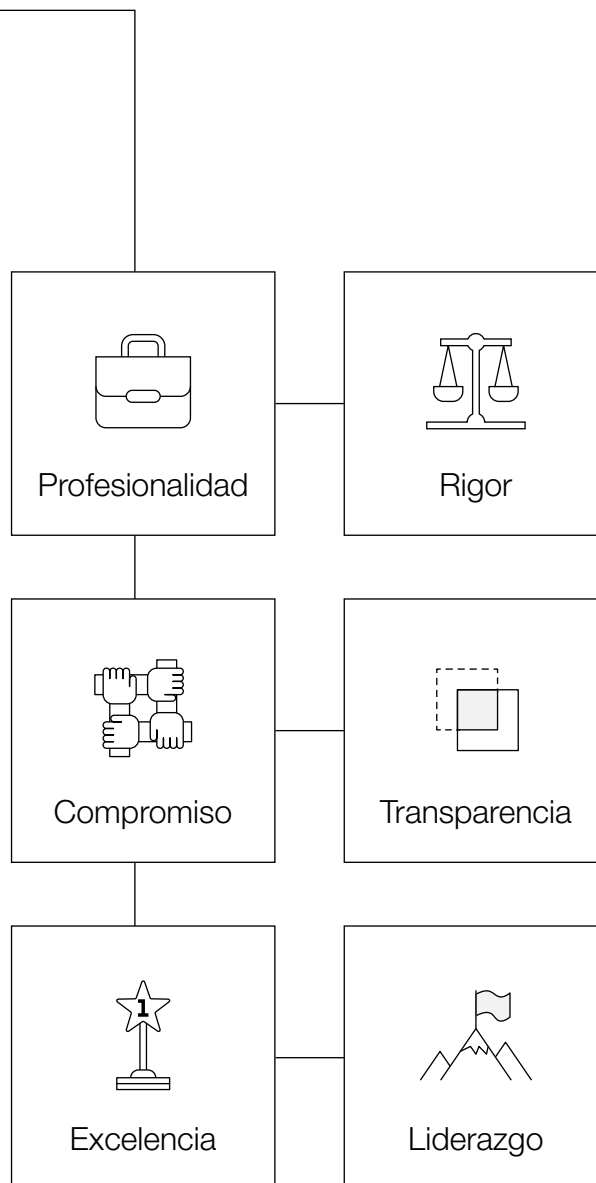 Profesionalidad
Rigor
Compromiso
Transparencia
1
Excelencia
Liderazgo